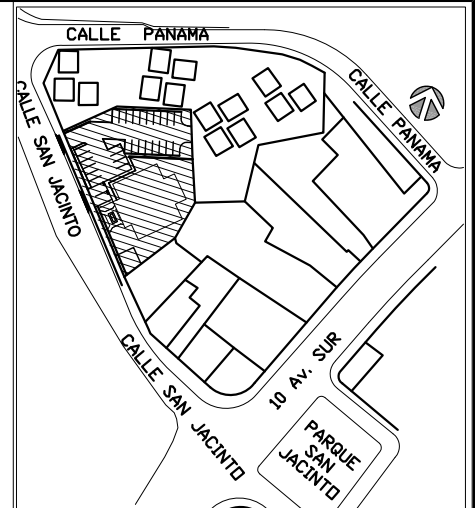 CALLE PANAMA
CALLE PANAMA
CALLE SAN JACINTO
CALLE SAN JACINTO
10 Av. SUR
PARQUE
SAN
JACINTO